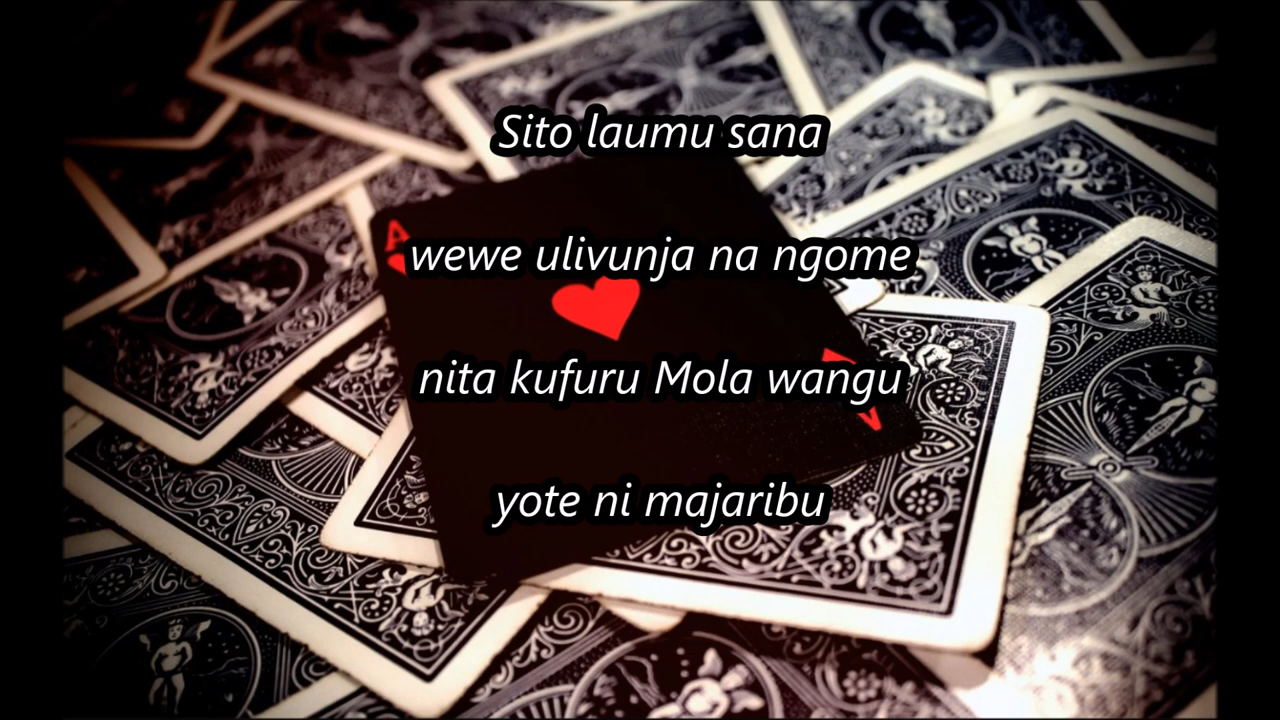 Sito laumu sana
A
wewe ulivunja na ngome
nita kufuru Mola wangu
A
yote ni majaribu